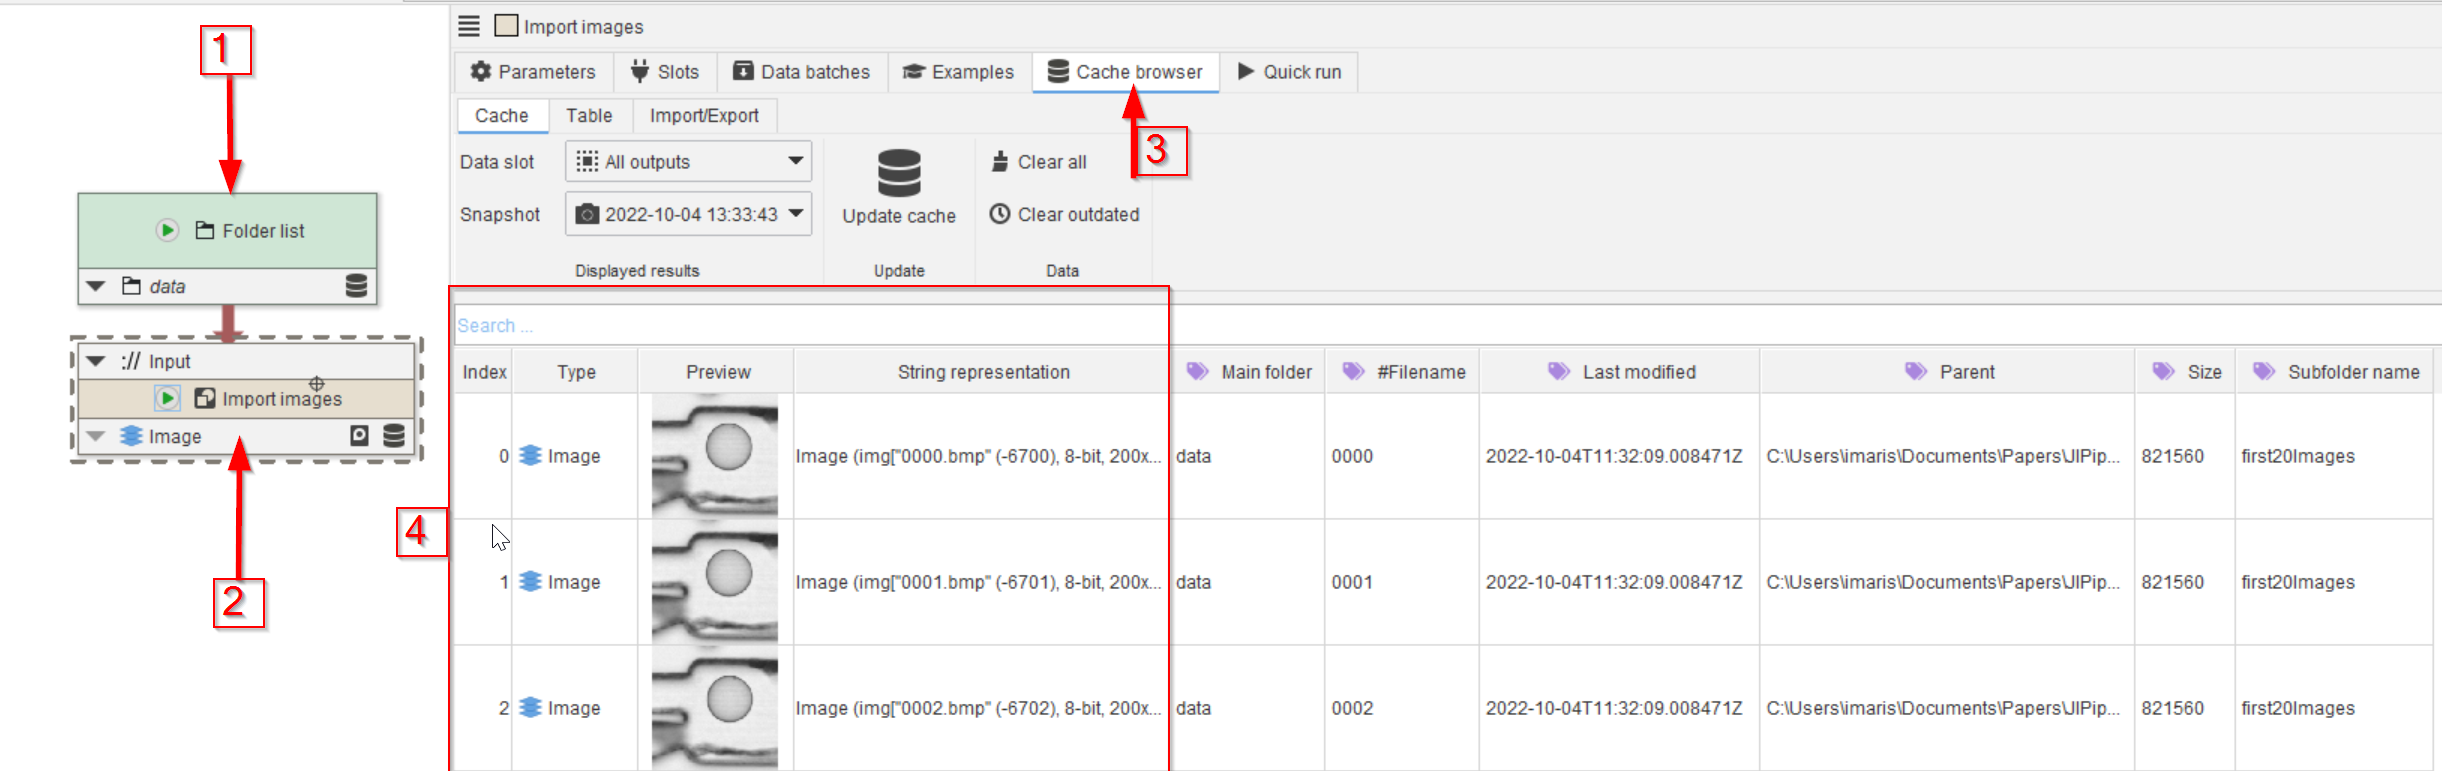 1
Folder list
data
:// Input
Import images
Image
2
Import images
Parameters Slots Data batches Examples Cache browser Quick run
3
Cache Table Import/Export
Data slot All outputs
Snapshot 2022-10-04 13:33:43
Displayed results
Update cache
Update
Clear all
Clear outdated
Data
4
Search ...
Index Type Preview String representation Main folder #Filename Last modified Parent Size Subfolder name
0 Image Image (img["0000.bmp" (-6700), 8-bit, 200x... data 0000 2022-10-04T11:32:09.008471Z C:\Users\imaris\Documents\Papers\JIPip... 821560 first20Images
1 Image Image (img["0001.bmp" (-6701), 8-bit, 200x... data 0001 2022-10-04T11:32:09.008471Z C:\Users\imaris\Documents\Papers\JIPip... 821560 first20Images
2 Image Image (img["0002.bmp" (-6702), 8-bit, 200x... data 0002 2022-10-04T11:32:09.008471Z C:\Users\imaris\Documents\Papers\JIPip... 821560 first20Images